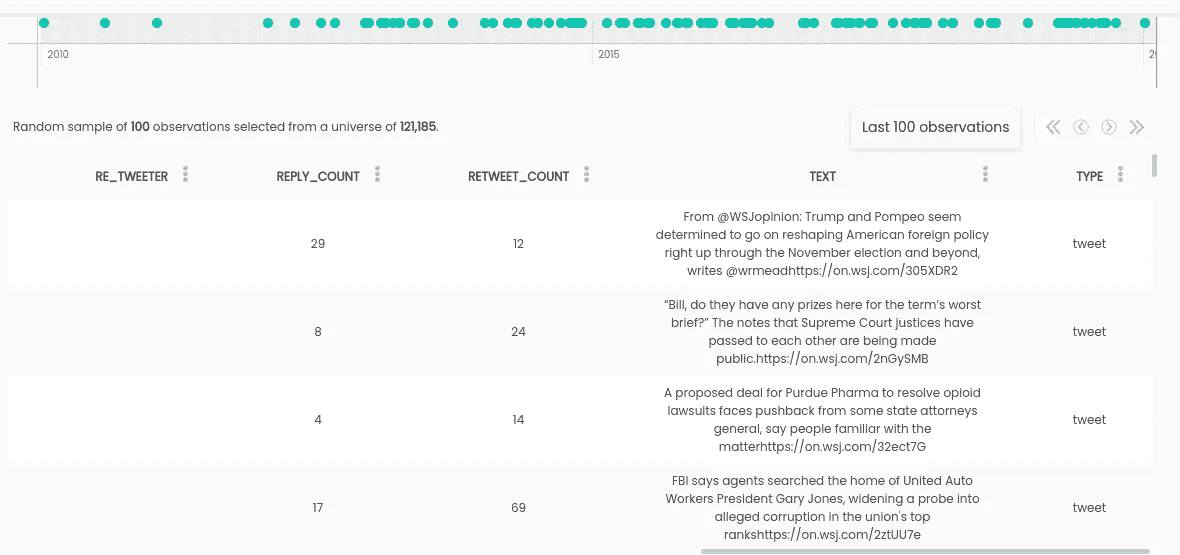 2010
2015
Random sample of 100 observations selected from a universe of 121,185.
Last 100 observations
RE_TWEETER
REPLY_COUNT
RETWEET_COUNT
TEXT
TYPE
29
12
From @WSJopinion: Trump and Pompeo seem
determined to go on reshaping American foreign policy
right up through the November election and beyond,
writes @wrmeadhttps://on.wsj.com/305XDR2
tweet
8
24
“Bill, do they have any prizes here for the term’s worst
brief?” The notes that Supreme Court justices have
passed to each other are being made
public.https://on.wsj.com/2nGySMB
tweet
4
14
A proposed deal for Purdue Pharma to resolve opioid
lawsuits faces pushback from some state attorneys
general, say people familiar with the
matterhttps://on.wsj.com/32ect7G
tweet
17
69
FBI says agents searched the home of United Auto
Workers President Gary Jones, widening a probe into
alleged corruption in the union's top
rankshttps://on.wsj.com/2ztUU7e
tweet